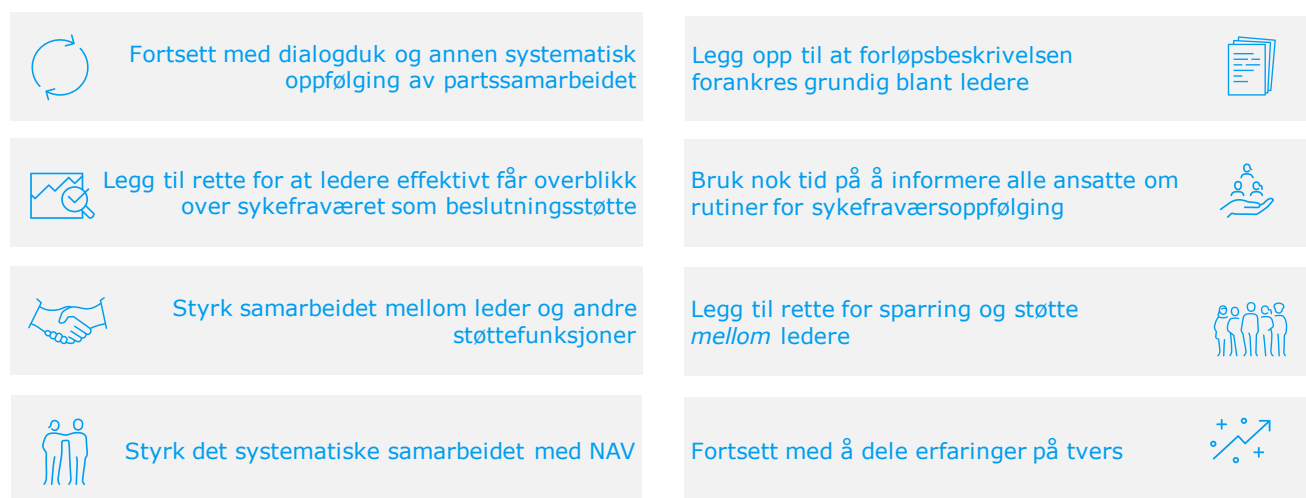 Fortsett med dialogduk og annen systematisk
oppfølging av partssamarbeidet
Legg til rette for at ledere effektivt får overblikk
over sykefraværet som beslutningsstøtte
Styrk samarbeidet mellom leder og andre
støttefunksjoner
Styrk det systematiske samarbeidet med NAV
Legg opp til at forløpsbeskrivelsen
forankres grundig blant ledere
Bruk nok tid på å informere alle ansatte om
rutiner for sykefraværsoppfølging
Legg til rette for sparring og støtte
mellom ledere
Fortsett med å dele erfaringer på tvers